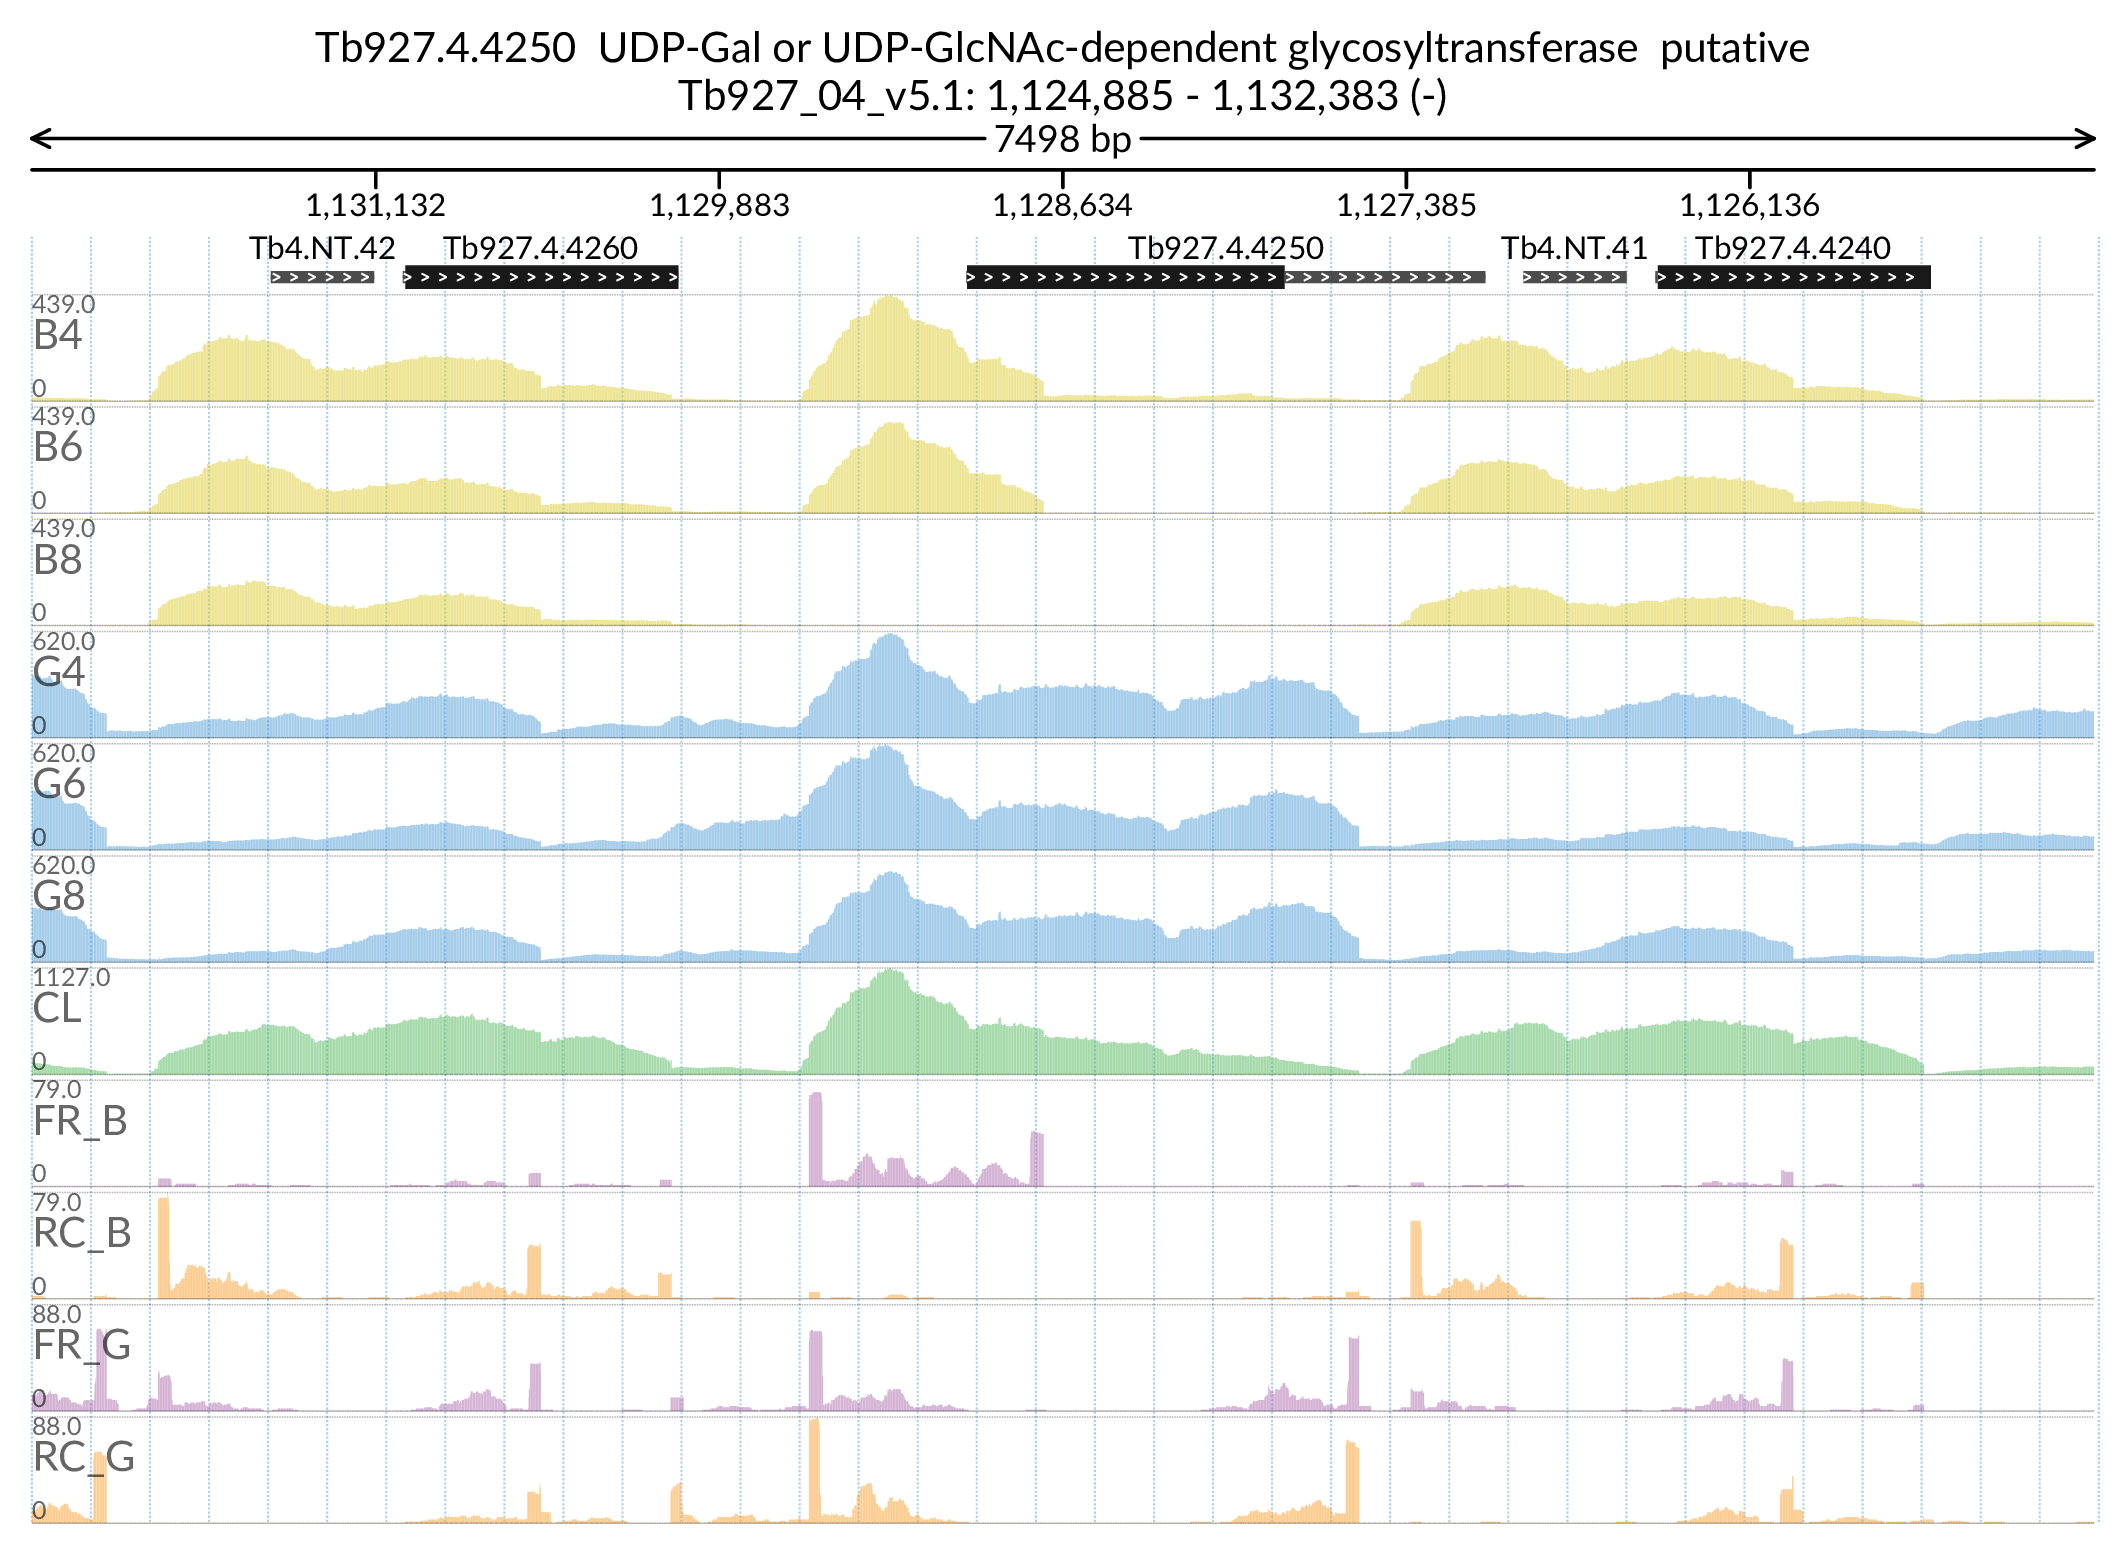 Tb927.4.4250  UDP-Gal or UDP-GlcNAc-dependent glycosyltransferase  putative
Tb927_04_v5.1: 1,124,885 - 1,132,383 (-)
7498 bp
1,131,132 1,129,883 1,128,634 1,127,385 1,126,136
Tb4.NT.42 Tb927.4.4260 Tb927.4.4250 Tb4.NT.41 Tb927.4.4240
439.0
B4
0
439.0
B6
0
439.0
B8
0
620.0
G4
0
620.0
G6
0
620.0
G8
0
1127.0
CL
0
79.0
FR_B
0
79.0
RC_B
0
88.0
FR_G
0
88.0
RC_G
0